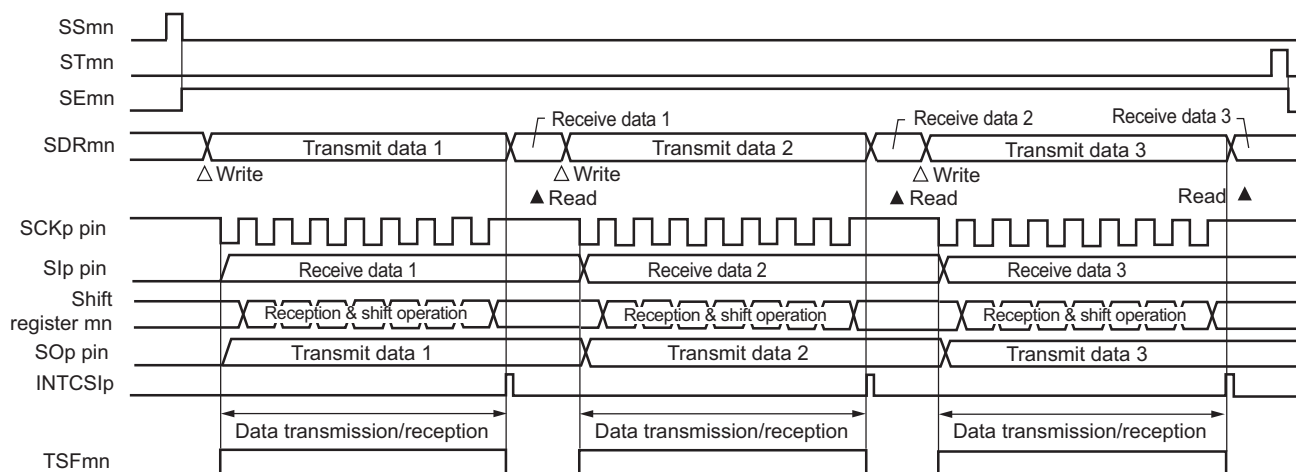 SSmn
STmn
SEmn
Receive data 1
Receive data 2
Receive data 3
SDRmn
Transmit data 1
Transmit data 2
Transmit data 3
△ Write
△ Write
△ Write
▲ Read
▲ Read
Read ▲
SCKp pin
SIp pin
Receive data 1
Receive data 2
Receive data 3
Shift
register mn
Reception & shift operation
Reception & shift operation
Reception & shift operation
SOp pin
Transmit data 1
Transmit data 2
Transmit data 3
INTCSIp
Data transmission/reception
Data transmission/reception
Data transmission/reception
TSFmn